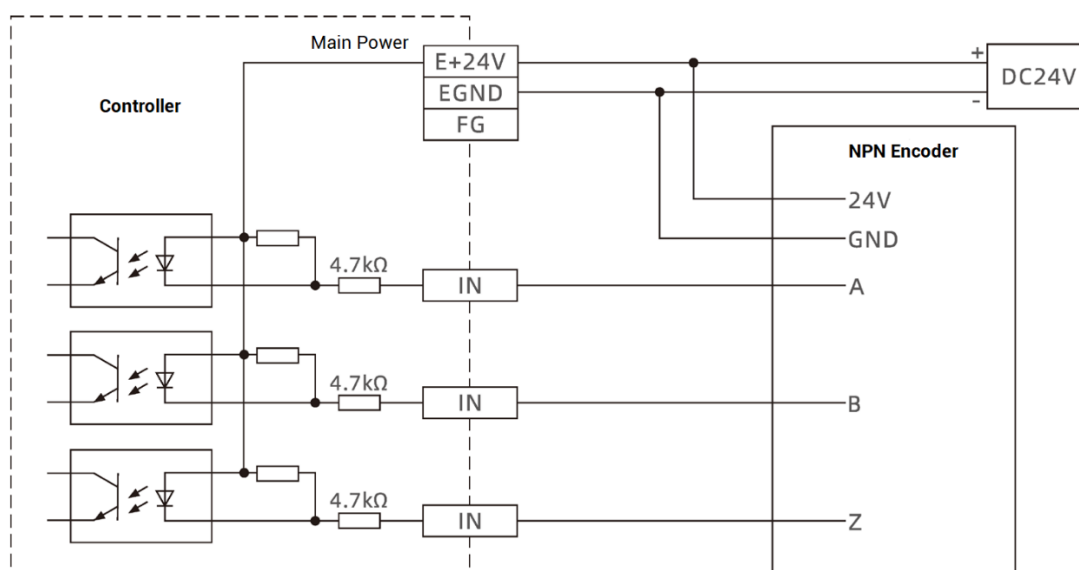 Main Power
E+24V
DC24V
+
-
EGND
Controller
FG
NPN Encoder
24V
GND
4.7kΩ
IN
A
4.7kΩ
IN
B
4.7kΩ
IN
Z